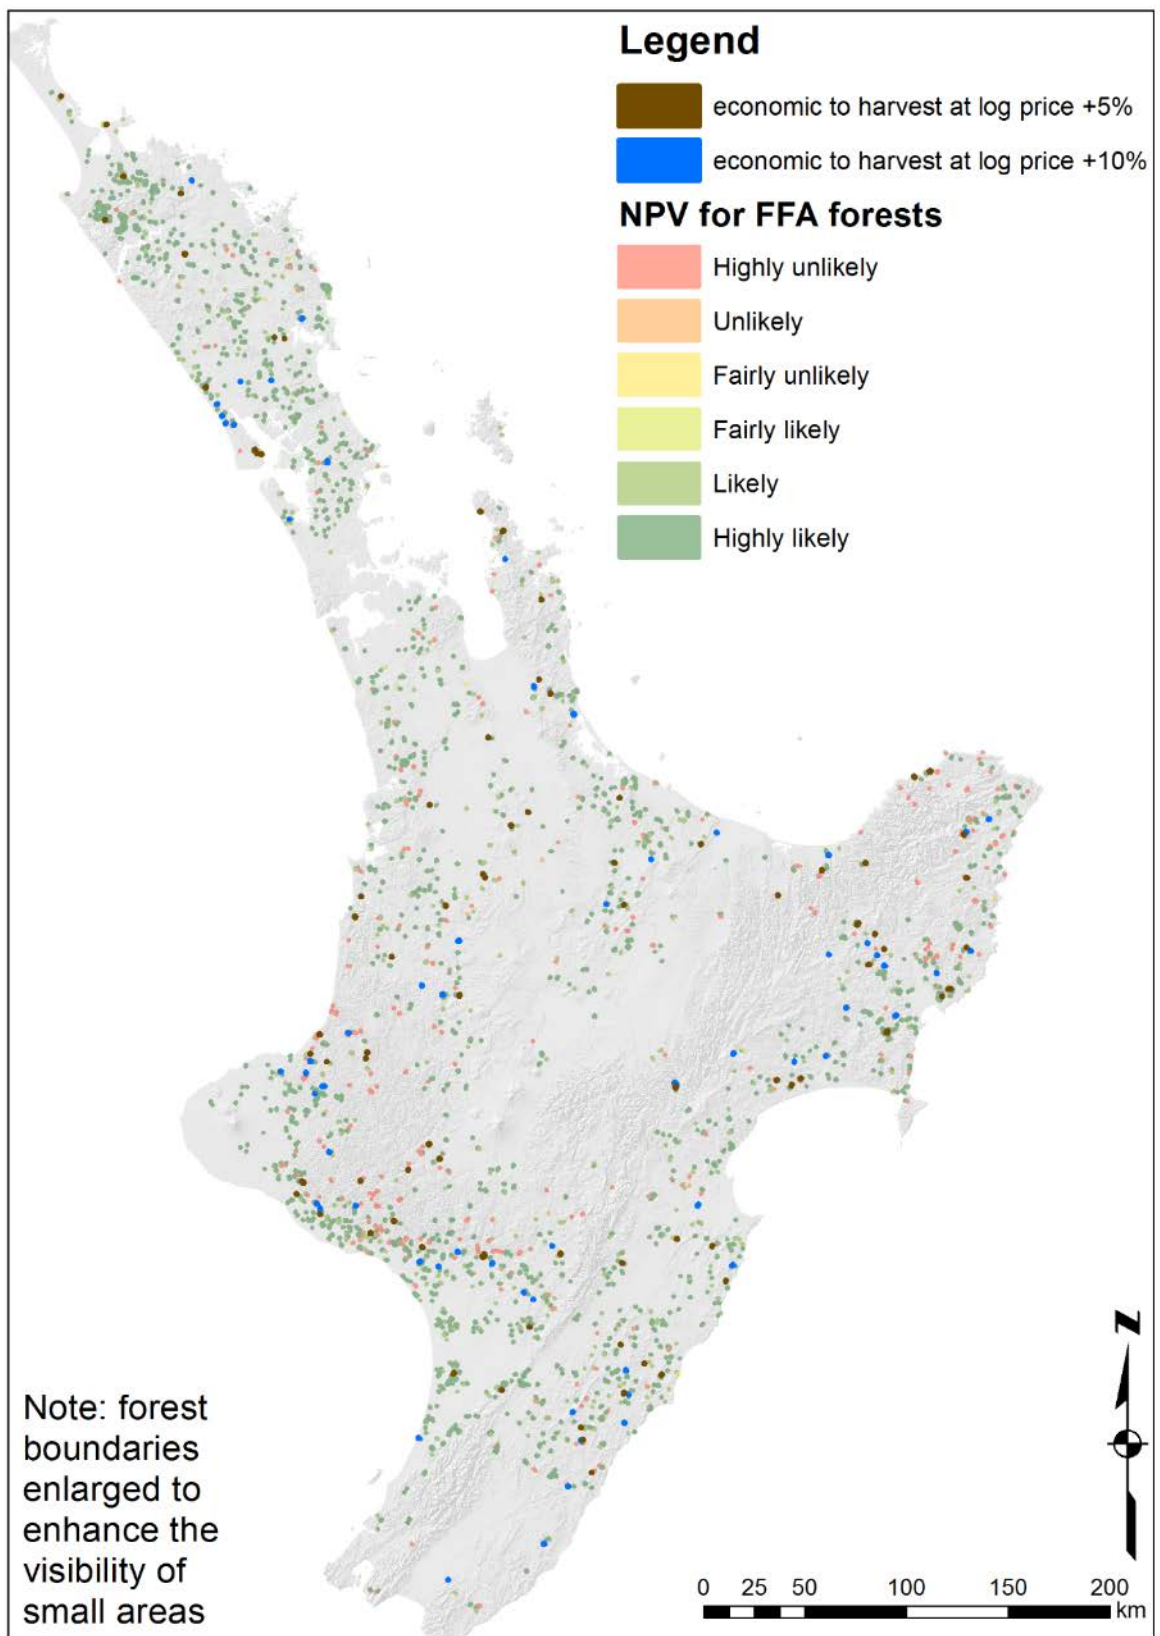 Legend
economic to harvest at log price +5%
economic to harvest at log price +10%
NPV for FFA forests
Highly unlikely
Unlikely
Fairly unlikely
Fairly likely
Likely
Highly likely
Note: forest
boundaries
enlarged to
enhance the
visibility of
small areas
N
0 25 50 100 150 200
km